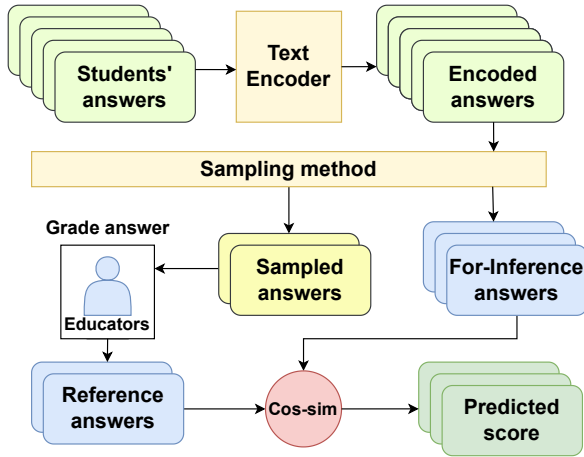 Students'
answers
Text
Encoder
Encoded
answers
Sampling method
Grade answer
Educators
Sampled
answers
For-Inference
answers
Reference
answers
Cos-sim
Predicted
score